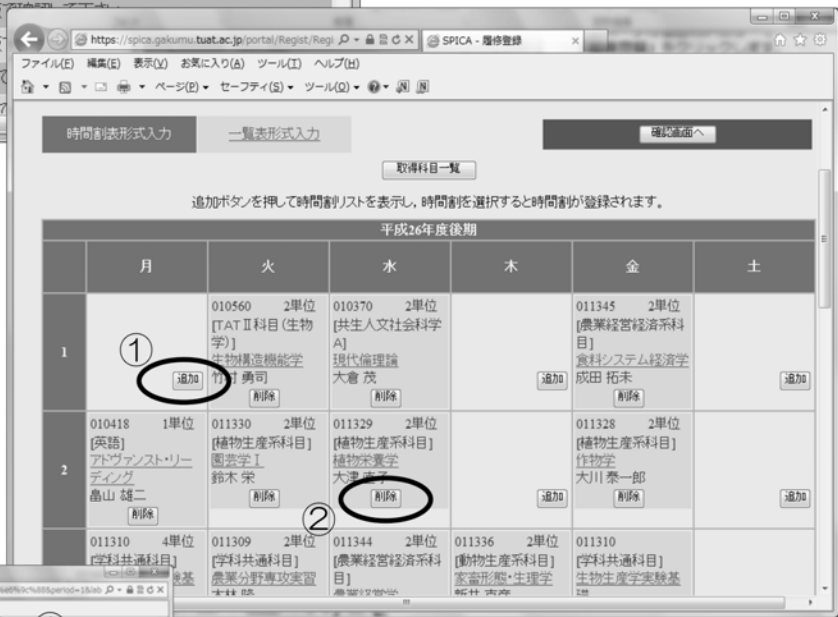 https://spica.gakumu.tuat.ac.jp/portal/Regist/Regi
SPICA - 履修登録
ファイル(F) 編集(E) 表示(V) お気に入り(A) ツール(T) ヘルプ(H)
ページ(P) セーフティ(S) ツール(O)
時間割表形式入力
一覧表形式入力
確認画面へ
取得科目一覧
追加ボタンを押して時間割リストを表示し，時間割を選択すると時間割が登録されます。
平成26年度後期
月 火 水 木 金 土
1
①
追加
010560 2単位
[TATⅡ科目(生物学)]
生物構造機能学
竹村 勇司
削除
010370 2単位
[共生人文社会科学A]
現代倫理論
大倉 茂
削除
追加
011345 2単位
[農業経営経済系科目]
食料システム経済学
成田 拓未
削除
追加
2
010418 1単位
[英語]
アドヴァンスト・リーディング
畠山 雄二
削除
011330 2単位
[植物生産系科目]
園芸学Ⅰ
鈴木 栄
削除
②
011329 2単位
[植物生産系科目]
植物栄養学
大津 直子
削除
追加
011328 2単位
[植物生産系科目]
作物学
大川 泰一郎
削除
追加
011310 4単位
[学科共通科目]
011309 2単位
[学科共通科目]
農業分野専攻実習
011344 2単位
[農業経営経済系科目]
農業経営学
011336 2単位
[動物生産系科目]
家畜形態・生理学
011310
[学科共通科目]
生物生産学実験基礎